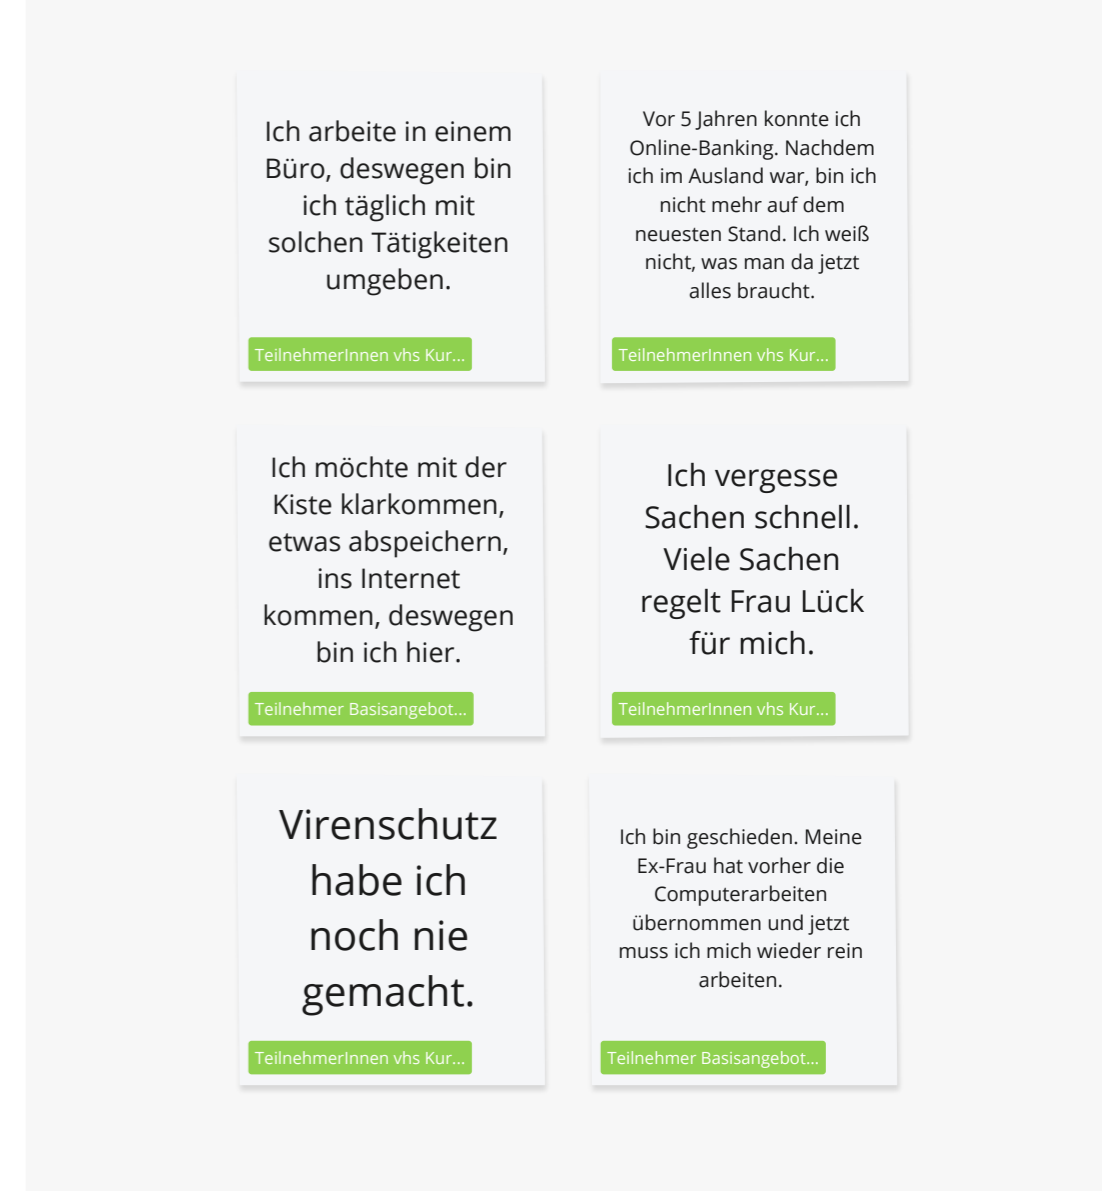 Ich arbeite in einem
Büro, deswegen bin
ich täglich mit
solchen Tätigkeiten
umgeben.
TeilnehmerInnen vhs Kur...
Vor 5 Jahren konnte ich
Online-Banking. Nachdem
ich im Ausland war, bin ich
nicht mehr auf dem
neuesten Stand. Ich weiß
nicht, was man da jetzt
alles braucht.
TeilnehmerInnen vhs Kur...
Ich möchte mit der
Kiste klarkommen,
etwas abspeichern,
ins Internet
kommen, deswegen
bin ich hier.
Teilnehmer Basisangebot...
Ich vergesse
Sachen schnell.
Viele Sachen
regelt Frau Lück
für mich.
TeilnehmerInnen vhs Kur...
Virenschutz
habe ich
noch nie
gemacht.
TeilnehmerInnen vhs Kur...
Ich bin geschieden. Meine
Ex-Frau hat vorher die
Computerarbeiten
übernommen und jetzt
muss ich mich wieder rein
arbeiten.
Teilnehmer Basisangebot...